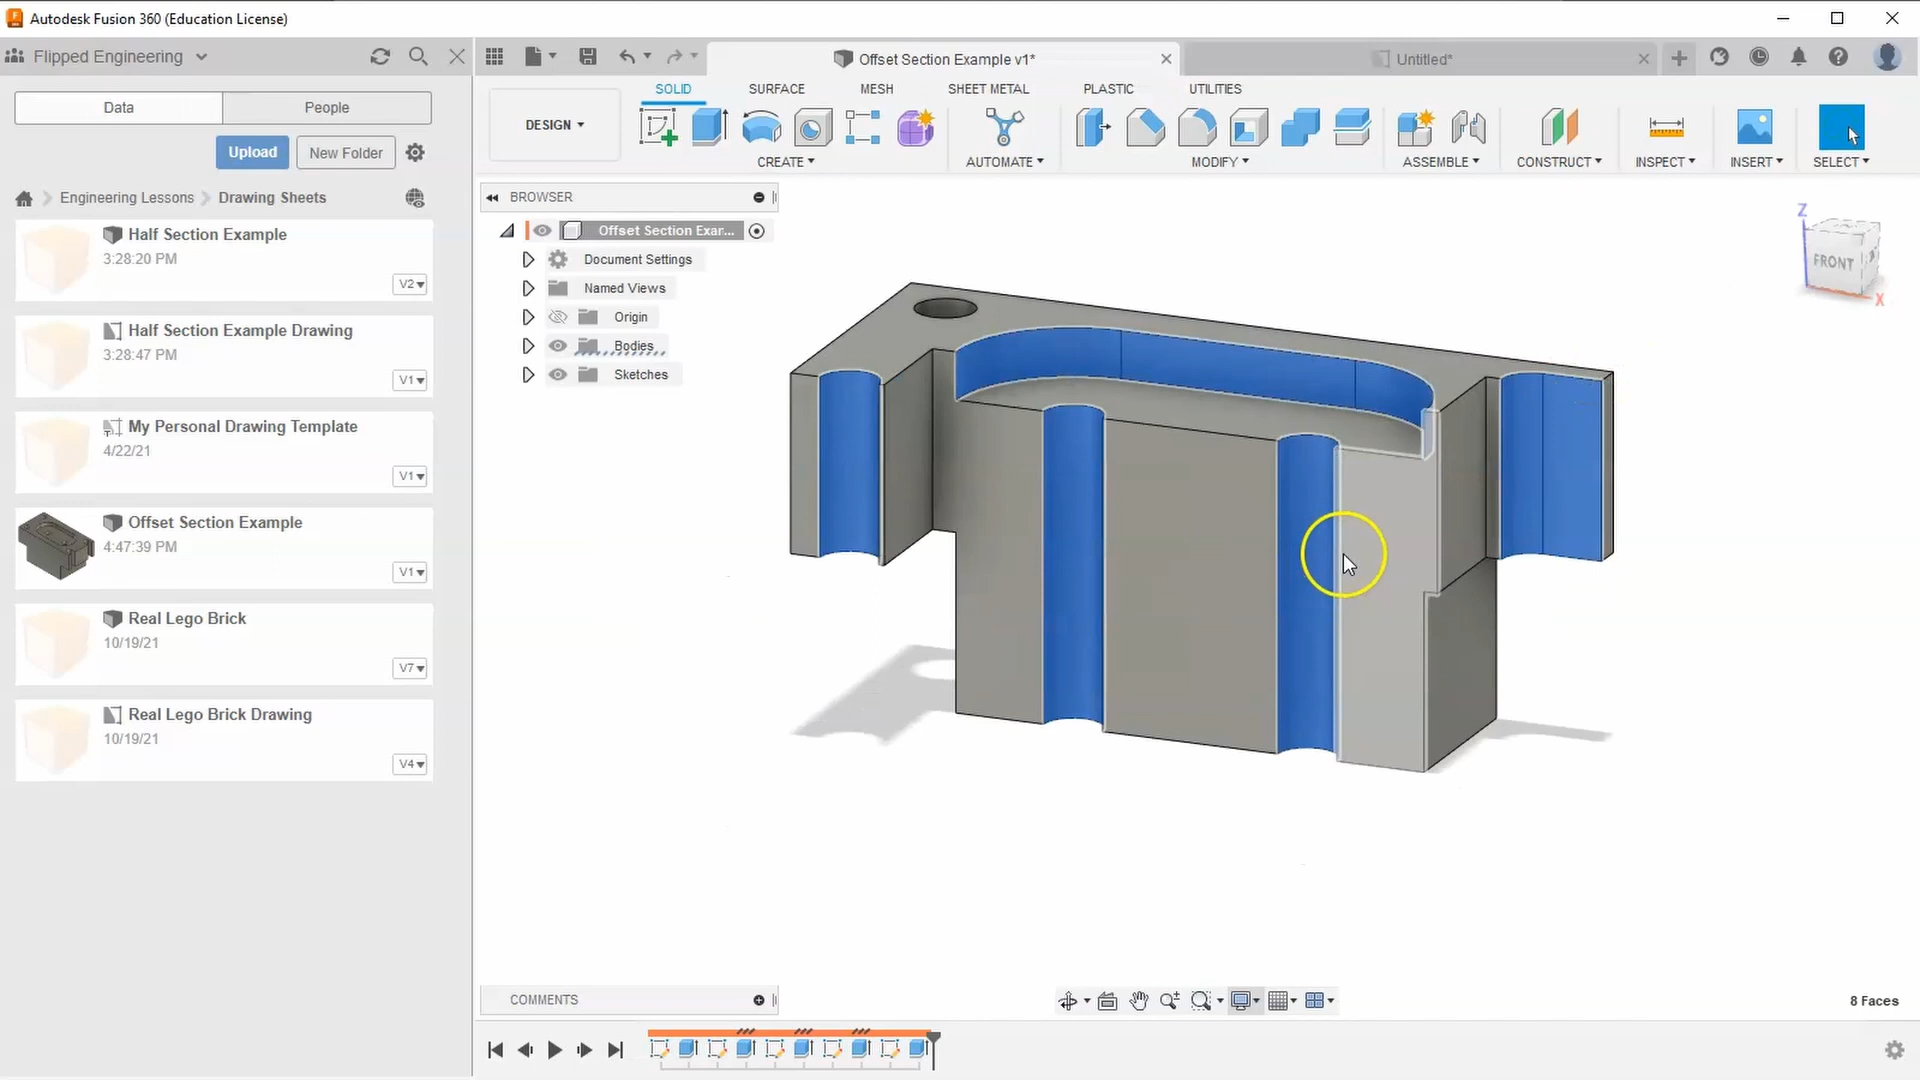 Autodesk Fusion 360 (Education License)
Flipped Engineering
Offset Section Example v1*
Untitled*
Data
People
Upload
New Folder
Engineering Lessons
Drawing Sheets
Half Section Example
3:28:20 PM
V2
Half Section Example Drawing
3:28:47 PM
V1
My Personal Drawing Template
4/22/21
V1
Offset Section Example
4:47:39 PM
V1
Real Lego Brick
10/19/21
V7
Real Lego Brick Drawing
10/19/21
V4
DESIGN
SOLID
SURFACE
MESH
SHEET METAL
PLASTIC
UTILITIES
CREATE
AUTOMATE
MODIFY
ASSEMBLE
CONSTRUCT
INSPECT
INSERT
SELECT
BROWSER
Offset Section Exar...
Document Settings
Named Views
Origin
Bodies
Sketches
Z
FRONT
X
COMMENTS
8 Faces